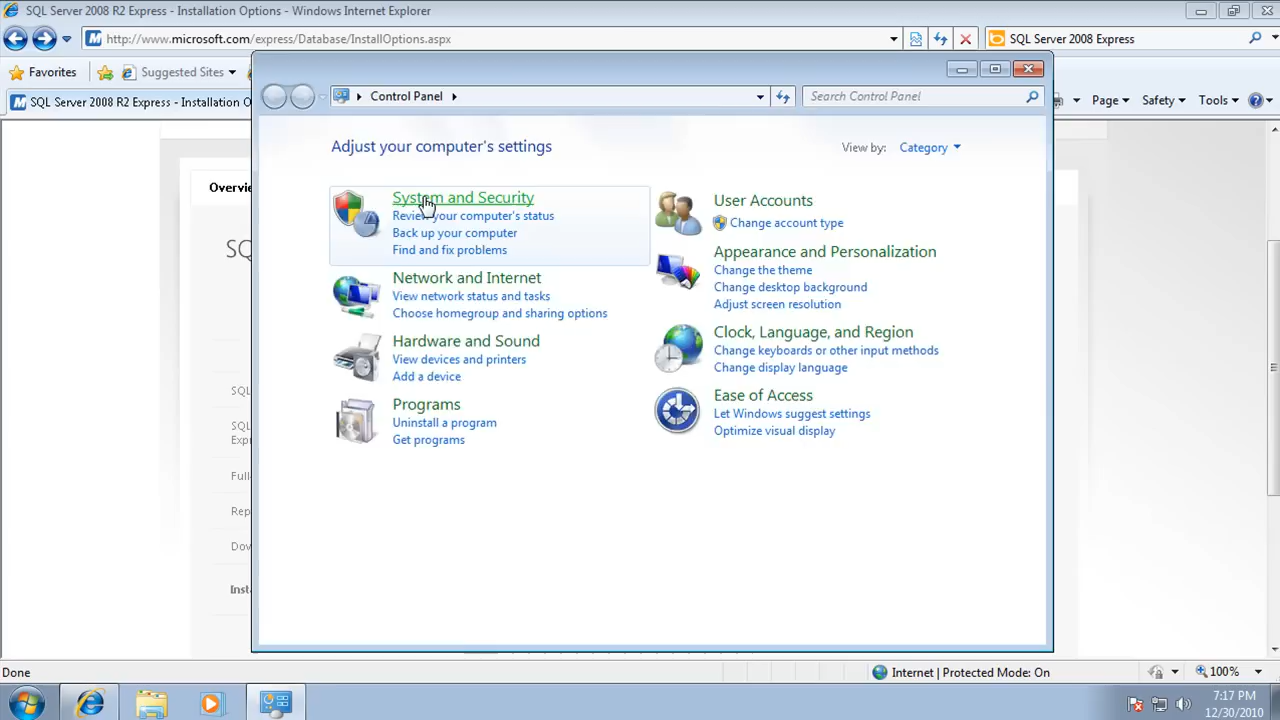 SQL Server 2008 R2 Express - Installation Options - Windows Internet Explorer
http://www.microsoft.com/express/Database/InstallOptions.aspx
SQL Server 2008 Express
Favorites
Suggested Sites
SQL Server 2008 R2 Express - Installation O
Page
Safety
Tools
Control Panel
Search Control Panel
Overvie
Adjust your computer's settings
View by: Category
System and Security
Review your computer's status
Back up your computer
Find and fix problems
Network and Internet
View network status and tasks
Choose homegroup and sharing options
Hardware and Sound
View devices and printers
Add a device
Programs
Uninstall a program
Get programs
User Accounts
Change account type
Appearance and Personalization
Change the theme
Change desktop background
Adjust screen resolution
Clock, Language, and Region
Change keyboards or other input methods
Change display language
Ease of Access
Let Windows suggest settings
Optimize visual display
SQ
SQL
SQL
Expr
Full
Rep
Dov
Inst
Done
Internet | Protected Mode: On
100%
7:17 PM
12/30/2010